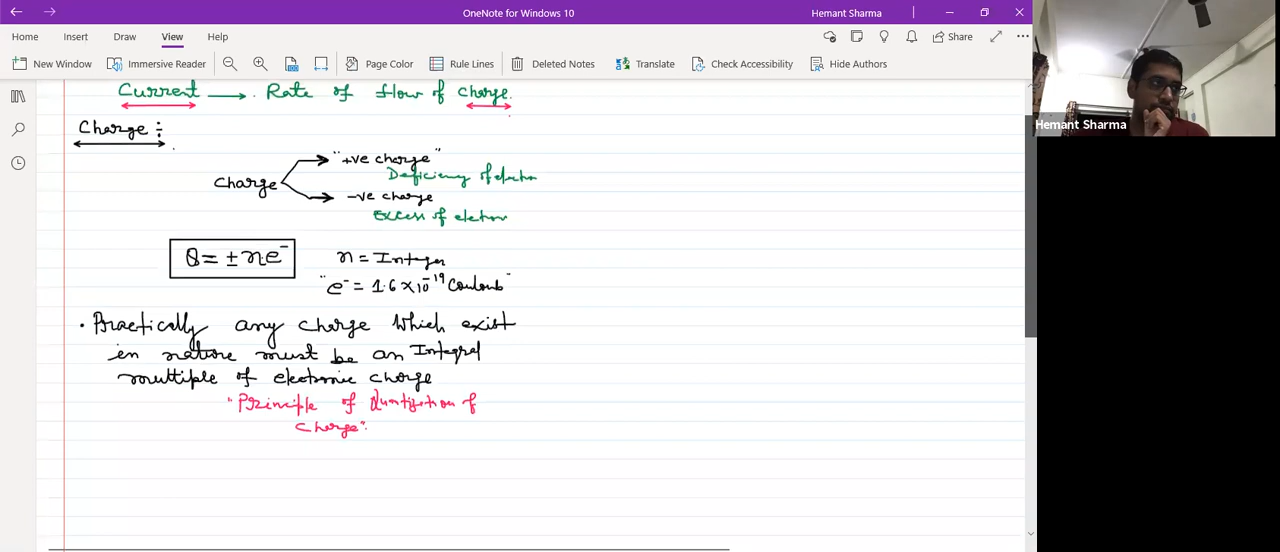 OneNote for Windows 10
Hemant Sharma
Home Insert Draw View Help
Share
New Window Immersive Reader Page Color Rule Lines Deleted Notes Translate Check Accessibility Hide Authors
Current → Rate of flow of charge.
Charge :
"+ve charge"
Deficiency of electron
Charge
-ve charge
Excess of electron
Q = ± n.e⁻ n = Integer
"e⁻ = 1.6 × 10⁻¹⁹ Coulomb"
• Practically any charge which exist
in nature must be an Integral
multiple of electronic charge
"Principle of Quantization of
charge".
Hemant Sharma